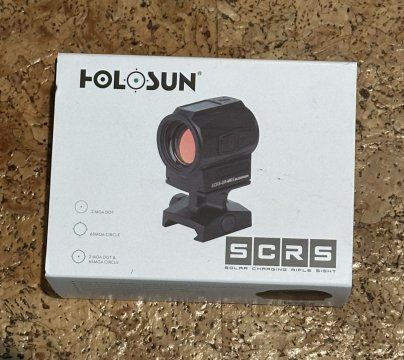 HOLOSUN®
2 MOA DOT
65MOA CIRCLE
2 MOA DOT &
65MOA CIRCLE
SCRS
SOLAR CHARGING RIFLE SIGHT